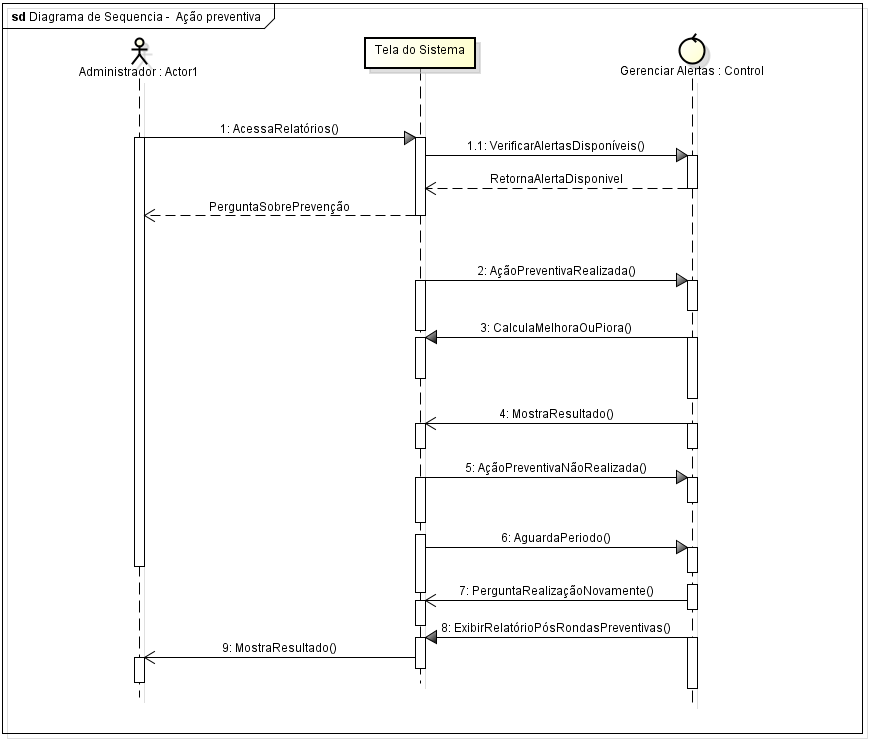 sd Diagrama de Sequencia - Ação preventiva
Administrador : Actor1
Tela do Sistema
Gerenciar Alertas : Control
1: AcessaRelatórios()
1.1: VerificarAlertasDisponíveis()
RetornaAlertaDisponivel
PerguntaSobrePrevenção
2: AçãoPreventivaRealizada()
3: CalculaMelhoraOuPiora()
4: MostraResultado()
5: AçãoPreventivaNãoRealizada()
6: AguardaPeriodo()
7: PerguntaRealizaçãoNovamente()
8: ExibirRelatórioPósRondasPreventivas()
9: MostraResultado()